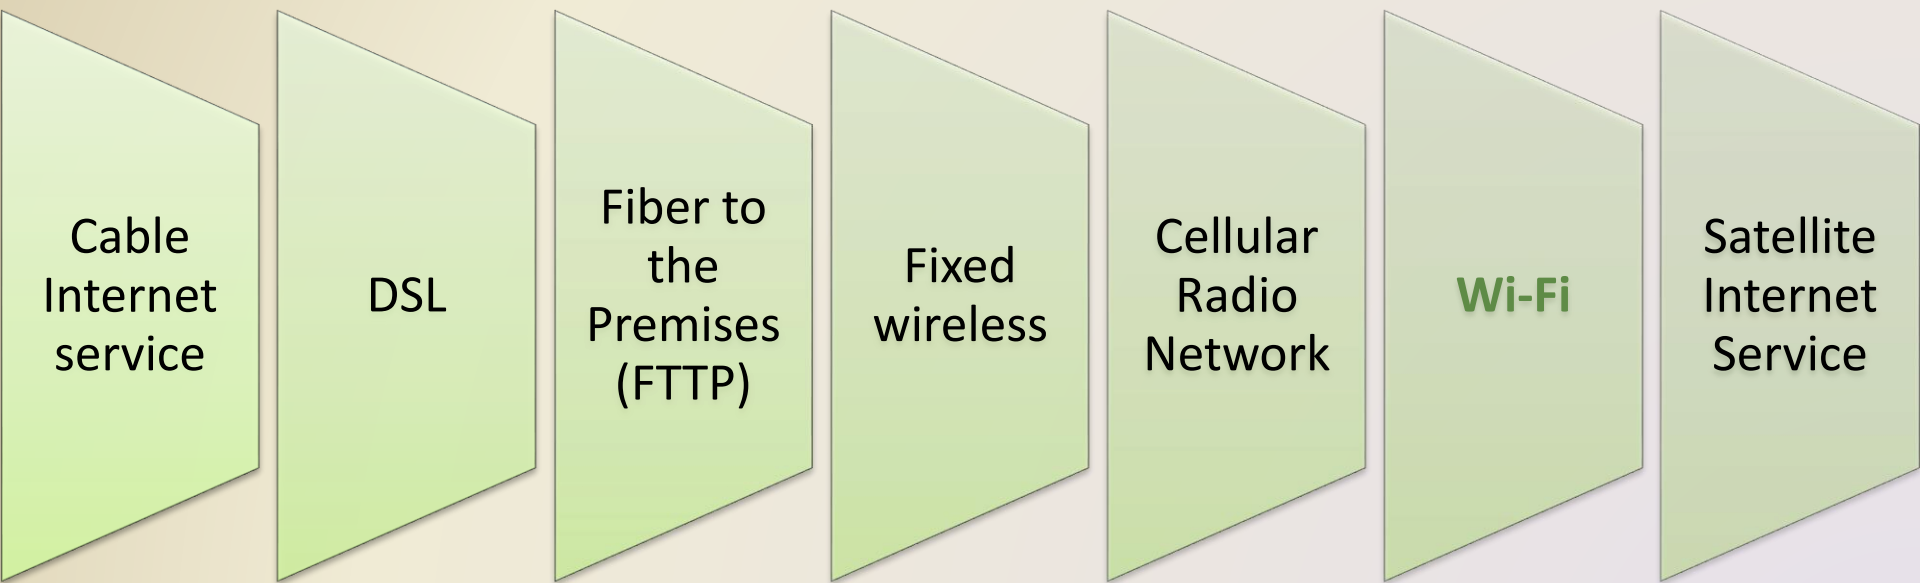 Cable
Internet
service
DSL
Fiber to
the
Premises
(FTTP)
Fixed
wireless
Cellular
Radio
Network
Wi-Fi
Satellite
Internet
Service